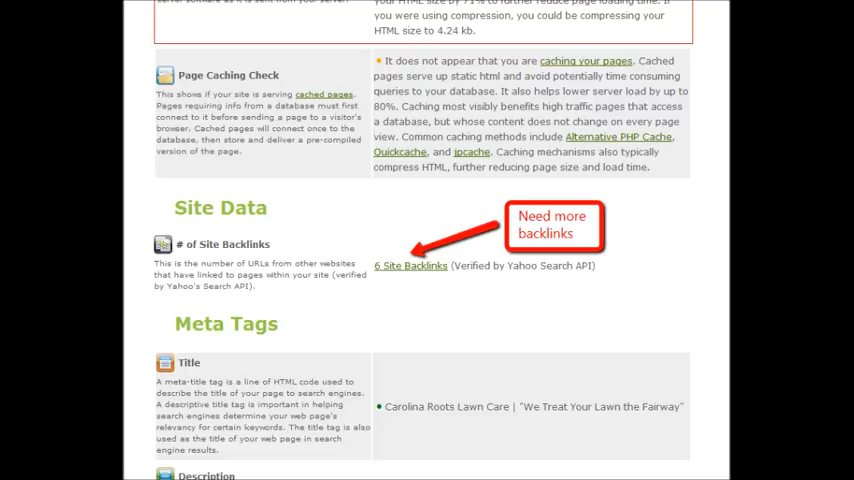 server software as it is sent from your server.
your HTML size by 71% to further reduce page loading time. If
you were using compression, you could be compressing your
HTML size to 4.24 kb.
Page Caching Check
This shows if your site is serving cached pages.
Pages requiring info from a database must first
connect to it before sending a page to a visitor's
browser. Cached pages will connect once to the
database, then store and deliver a pre-compiled
version of the page.
It does not appear that you are caching your pages. Cached
pages serve up static html and avoid potentially time consuming
queries to your database. It also helps lower server load by up to
80%. Caching most visibly benefits high traffic pages that access
a database, but whose content does not change on every page
view. Common caching methods include Alternative PHP Cache,
Quickcache, and jpcache. Caching mechanisms also typically
compress HTML, further reducing page size and load time.
Site Data
Need more
backlinks
# of Site Backlinks
This is the number of URLs from other websites
that have linked to pages within your site (verified
by Yahoo's Search API).
6 Site Backlinks (Verified by Yahoo Search API)
Meta Tags
Title
A meta-title tag is a line of HTML code used to
describe the title of your page to search engines.
A descriptive title tag is important in helping
search engines determine your web page's
relevancy for certain keywords. The title tag is also
used as the title of your web page in search
engine results.
Carolina Roots Lawn Care | "We Treat Your Lawn the Fairway"
Description